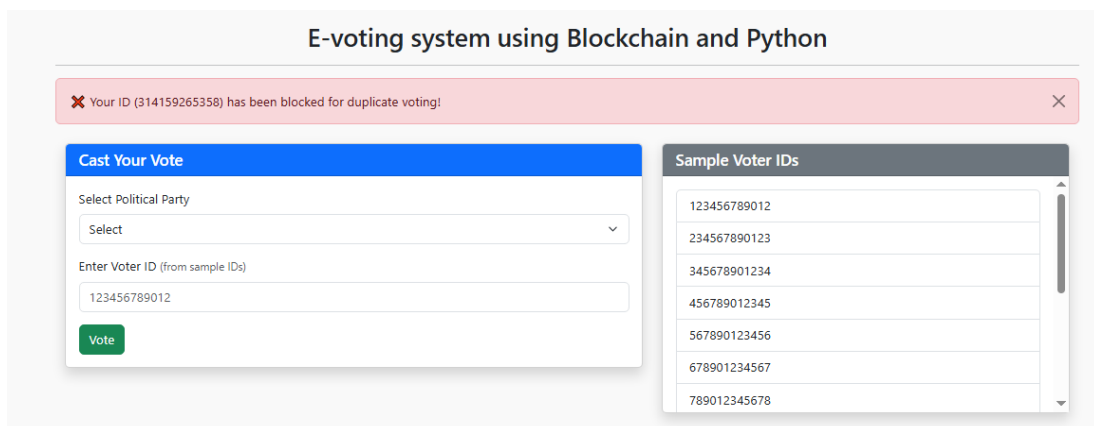 E-voting system using Blockchain and Python
❌ Your ID (314159265358) has been blocked for duplicate voting!
Cast Your Vote
Select Political Party
Select
Enter Voter ID (from sample IDs)
123456789012
Vote
Sample Voter IDs
123456789012
234567890123
345678901234
456789012345
567890123456
678901234567
789012345678